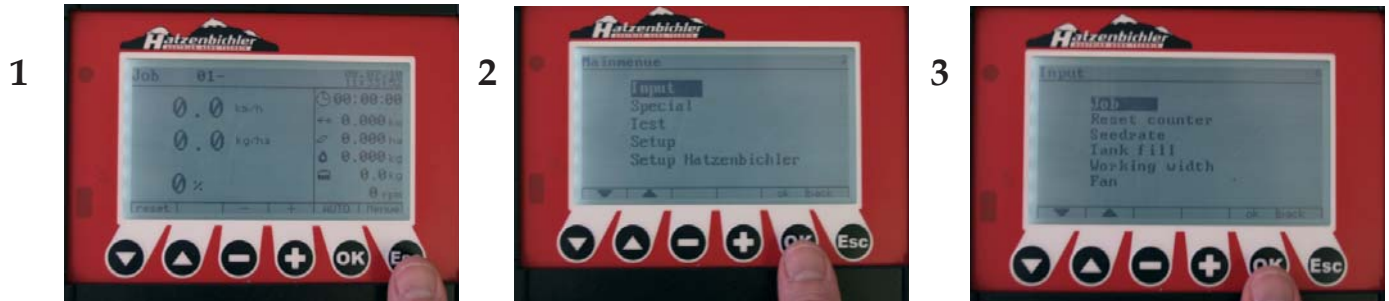 1
Hatzenbichler
Job 01-
0.0 km/h
0.0 kg/ha
0 %
00:00:00
0.000 km
0.000 ha
0.000 kg
0.0 kg
0 rpm
reset - + AUTO Menue
OK Esc
2
Hatzenbichler
Mainmenue
Input
Special
Test
Setup
Setup Hatzenbichler
ok back
OK Esc
3
Hatzenbichler
Input
Job
Reset counter
Seedrate
Tank fill
Working width
Fan
ok back
OK Esc